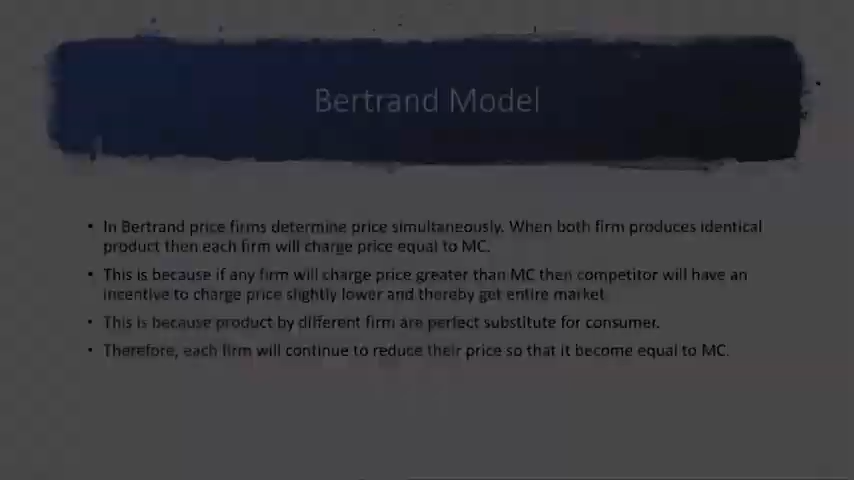 Bertrand Model
• In Bertrand price firms determine price simultaneously. When both firm produces identical
product then each firm will charge price equal to MC.
• This is because if any firm will charge price greater than MC then competitor will have an
incentive to charge price slightly lower and thereby get entire market.
• This is because product by different firm are perfect substitute for consumer.
• Therefore, each firm will continue to reduce their price so that it become equal to MC.